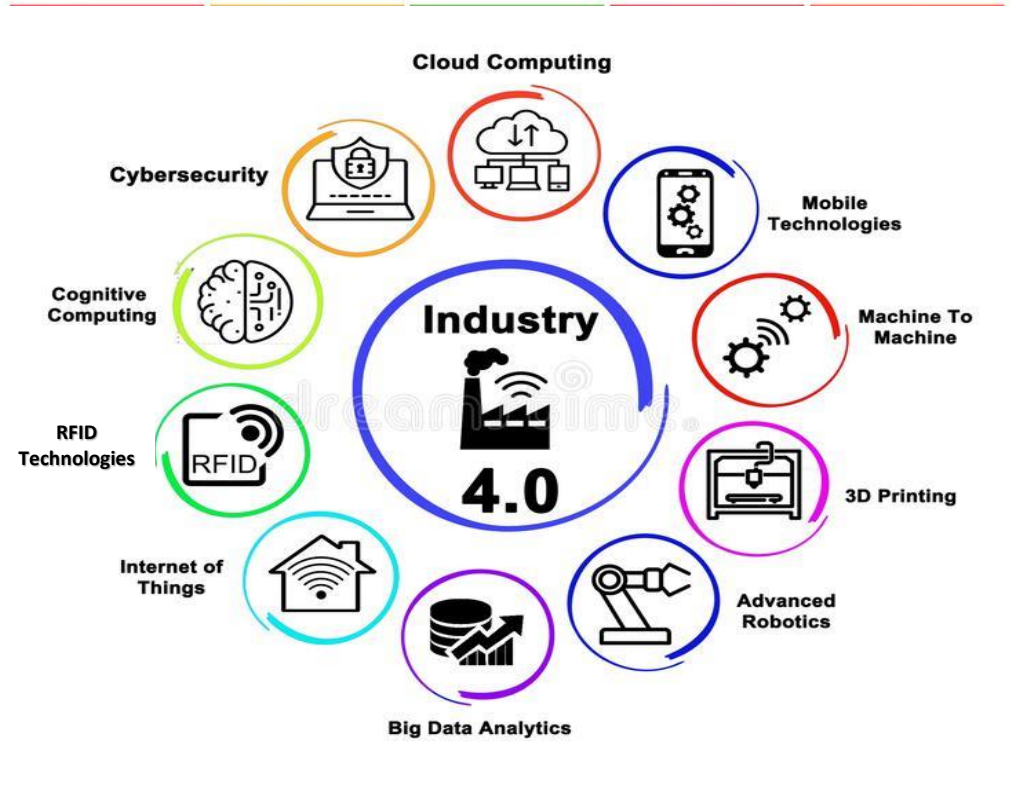 Cloud Computing
Cybersecurity
Mobile
Technologies
Cognitive
Computing
Industry
4.0
Machine To
Machine
RFID
Technologies
RFID
3D Printing
Internet of
Things
Advanced
Robotics
Big Data Analytics
dreamstime.